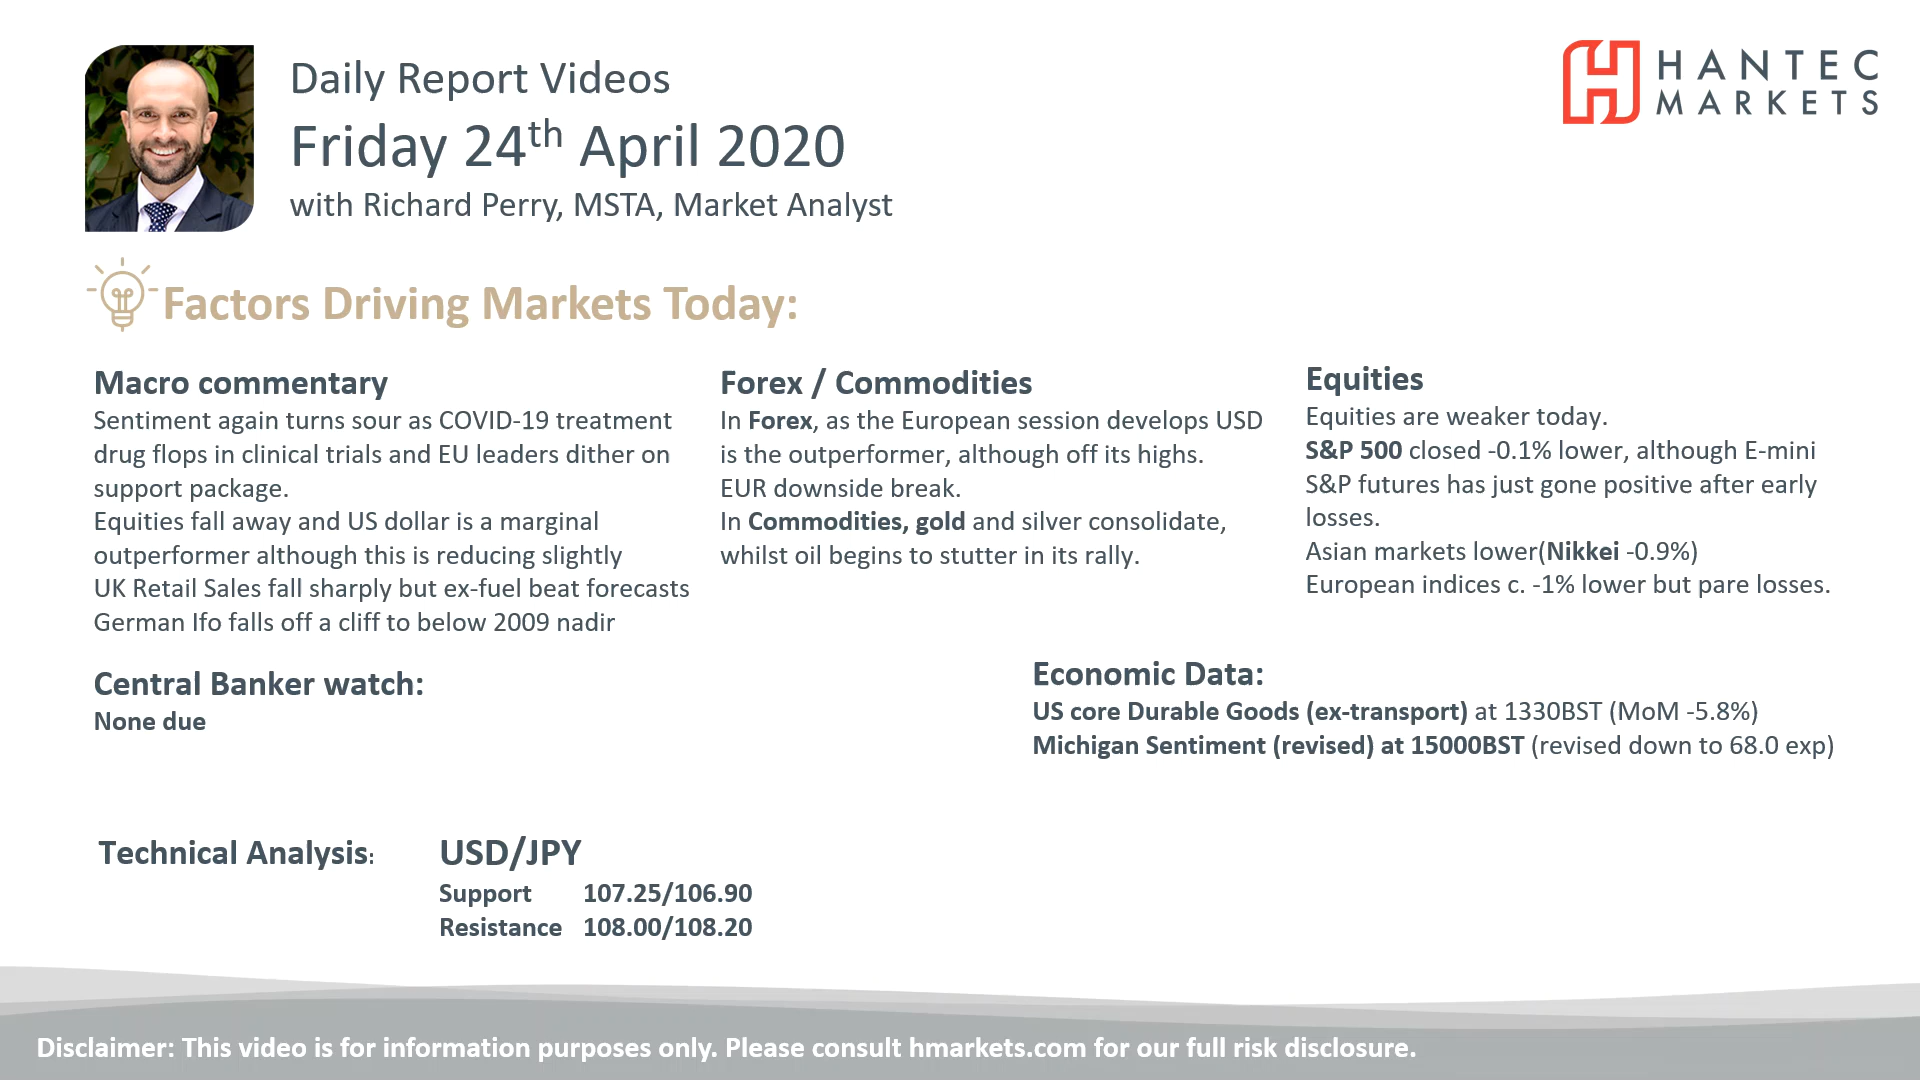 Daily Report Videos
Friday 24th April 2020
with Richard Perry, MSTA, Market Analyst
HANTEC
MARKETS
Factors Driving Markets Today:
Macro commentary
Sentiment again turns sour as COVID-19 treatment
drug flops in clinical trials and EU leaders dither on
support package.
Equities fall away and US dollar is a marginal
outperformer although this is reducing slightly
UK Retail Sales fall sharply but ex-fuel beat forecasts
German Ifo falls off a cliff to below 2009 nadir
Forex / Commodities
In Forex, as the European session develops USD
is the outperformer, although off its highs.
EUR downside break.
In Commodities, gold and silver consolidate,
whilst oil begins to stutter in its rally.
Equities
Equities are weaker today.
S&P 500 closed -0.1% lower, although E-mini
S&P futures has just gone positive after early
losses.
Asian markets lower(Nikkei -0.9%)
European indices c. -1% lower but pare losses.
Central Banker watch:
None due
Economic Data:
US core Durable Goods (ex-transport) at 1330BST (MoM -5.8%)
Michigan Sentiment (revised) at 15000BST (revised down to 68.0 exp)
Technical Analysis:
USD/JPY
Support 107.25/106.90
Resistance 108.00/108.20
Disclaimer: This video is for information purposes only. Please consult hmarkets.com for our full risk disclosure.